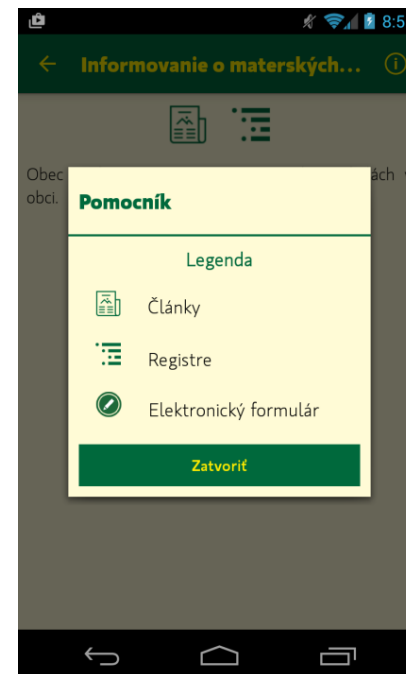 8:5
Informovanie o materských...
Obec
ách
obci.
Pomocník
Legenda
Články
Registre
Elektronický formulár
Zatvoriť